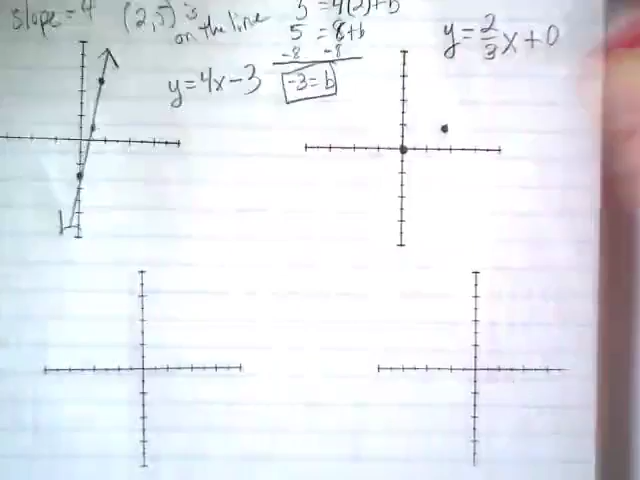 slope = 4 (2,5) is
on the line
5 = 4(2)+b
5 = 8+b
-8 -8
-3 = b
y = 4x - 3
y = 2/3 x + 0